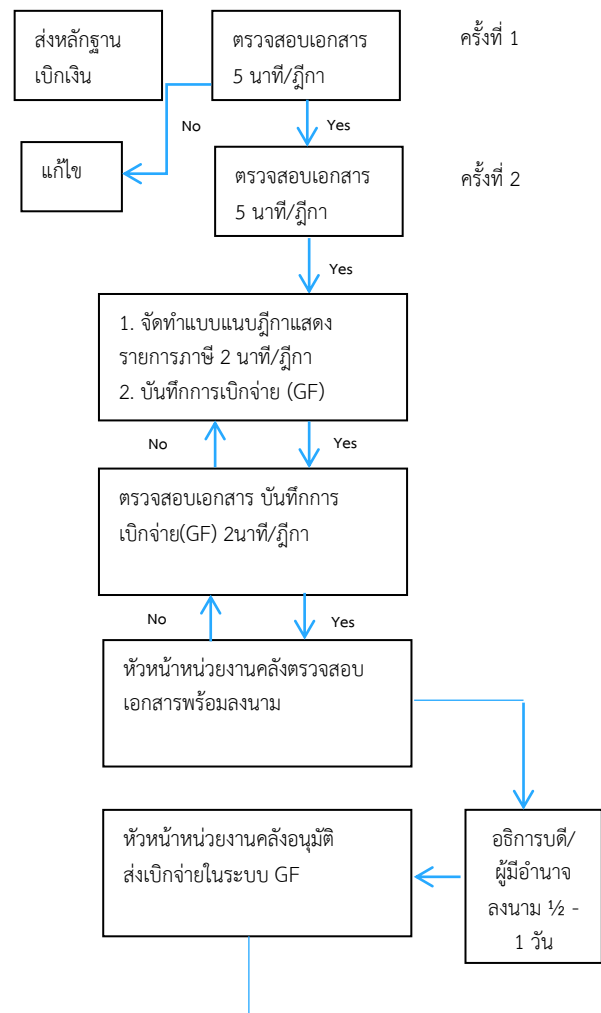 ส่งหลักฐาน
เบิกเงิน
ตรวจสอบเอกสาร
5 นาที/ฎีกา
ครั้งที่ 1
No
Yes
แก้ไข
ตรวจสอบเอกสาร
5 นาที/ฎีกา
ครั้งที่ 2
Yes
1. จัดทำแบบแนบฎีกาแสดง
รายการภาษี 2 นาที/ฎีกา
2. บันทึกการเบิกจ่าย (GF)
No
Yes
ตรวจสอบเอกสาร บันทึกการ
เบิกจ่าย(GF) 2นาที/ฎีกา
No
Yes
หัวหน้าหน่วยงานคลังตรวจสอบ
เอกสารพร้อมลงนาม
หัวหน้าหน่วยงานคลังอนุมัติ
ส่งเบิกจ่ายในระบบ GF
อธิการบดี/
ผู้มีอำนาจ
ลงนาม ½ -
1 วัน